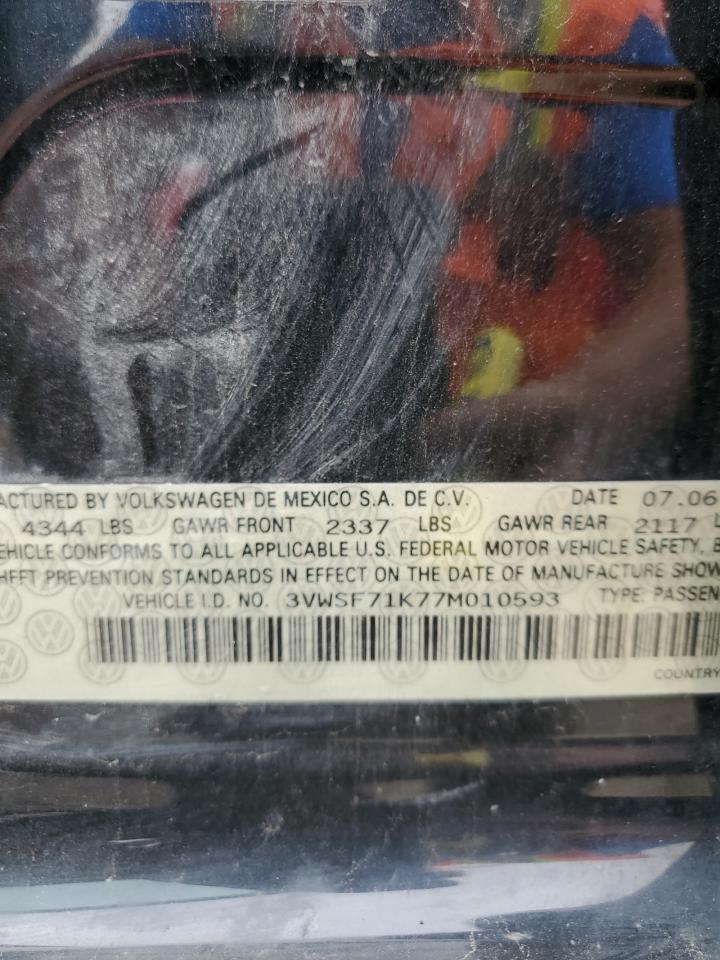 ACTURED BY VOLKSWAGEN DE MEXICO S.A. DE C.V. DATE 07.06
4344 LBS GAWR FRONT 2337 LBS GAWR REAR 2117 L
EHICLE CONFORMS TO ALL APPLICABLE U.S. FEDERAL MOTOR VEHICLE SAFETY, B
HFFT PREVENTION STANDARDS IN EFFECT ON THE DATE OF MANUFACTURE SHOW
VEHICLE I.D. NO. 3VWSF71K77M010593 TYPE: PASSEN
COUNTRY